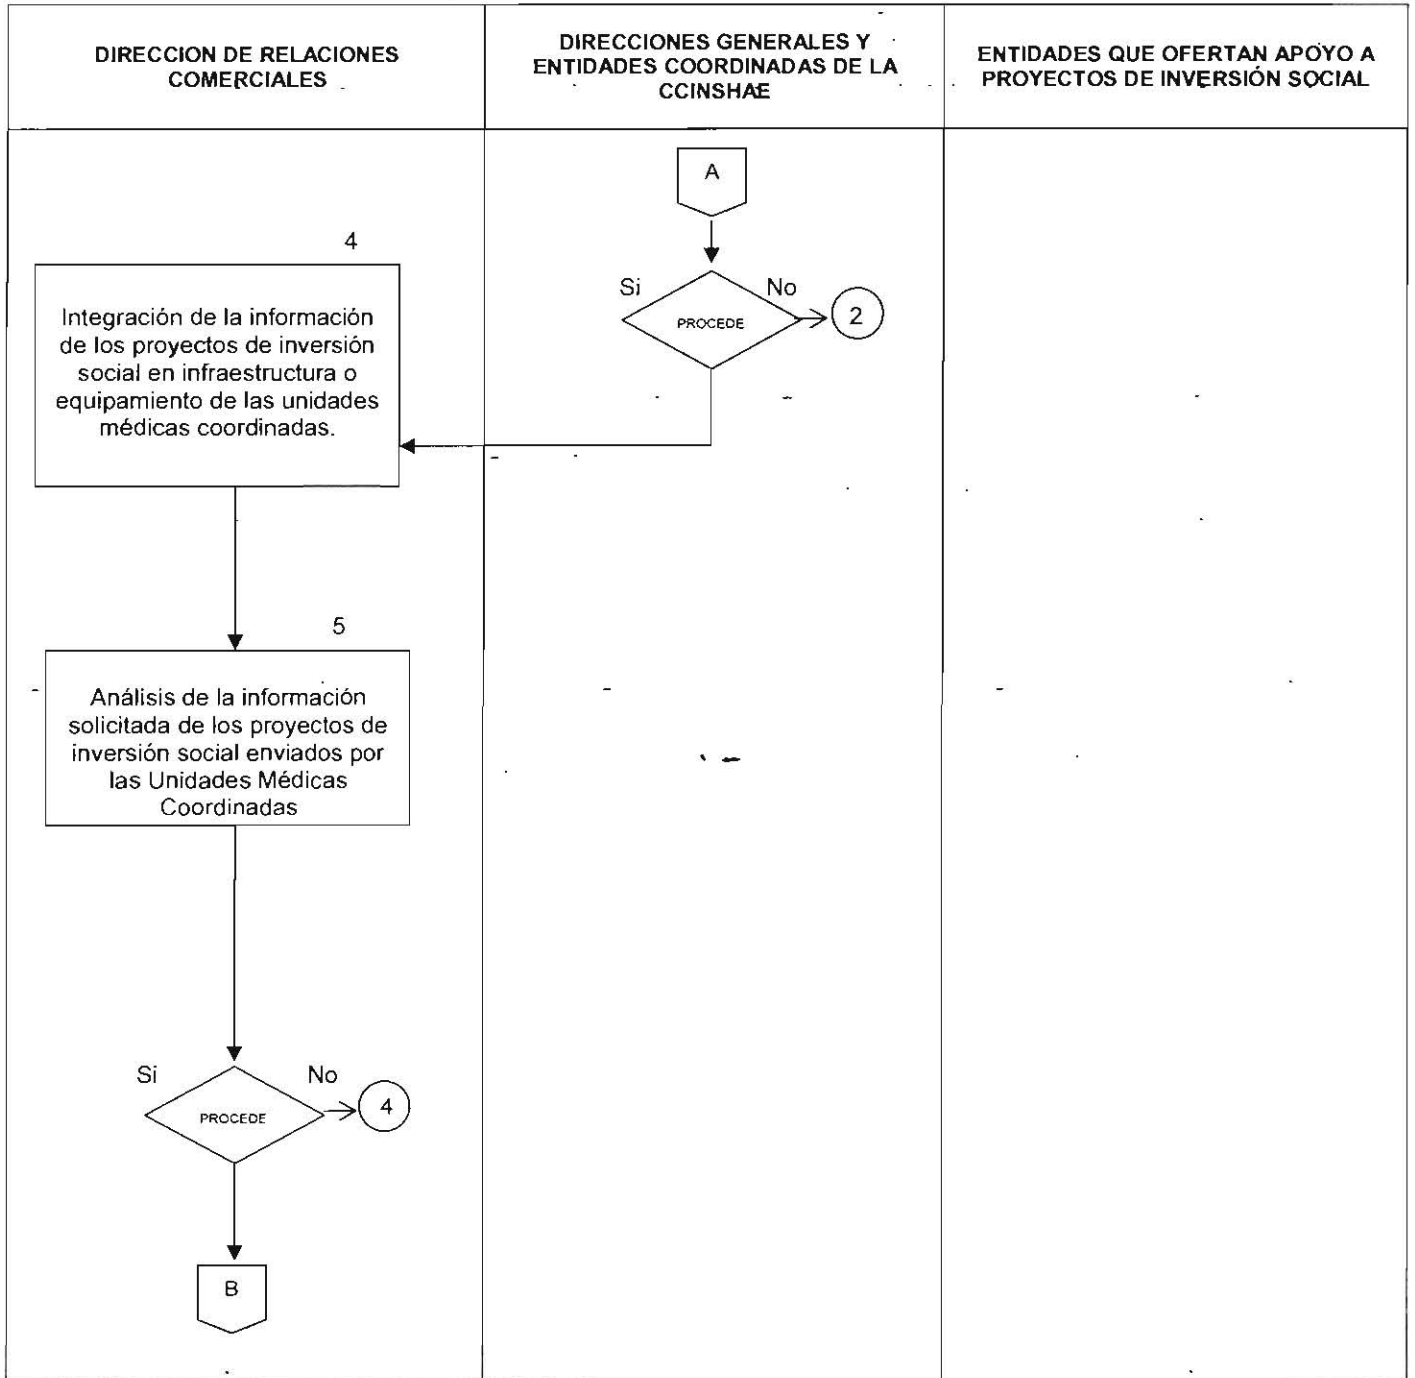 DIRECCION DE RELACIONES
COMERCIALES
DIRECCIONES GENERALES Y
ENTIDADES COORDINADAS DE LA
CCINSHAE
ENTIDADES QUE OFERTAN APOYO A
PROYECTOS DE INVERSIÓN SOCIAL
A
Si
No
PROCEDE
2
4
Integración de la información
de los proyectos de inversión
social en infraestructura o
equipamiento de las unidades
médicas coordinadas.
5
Análisis de la información
solicitada de los proyectos de
inversión social enviados por
las Unidades Médicas
Coordinadas
Si
No
PROCEDE
4
B